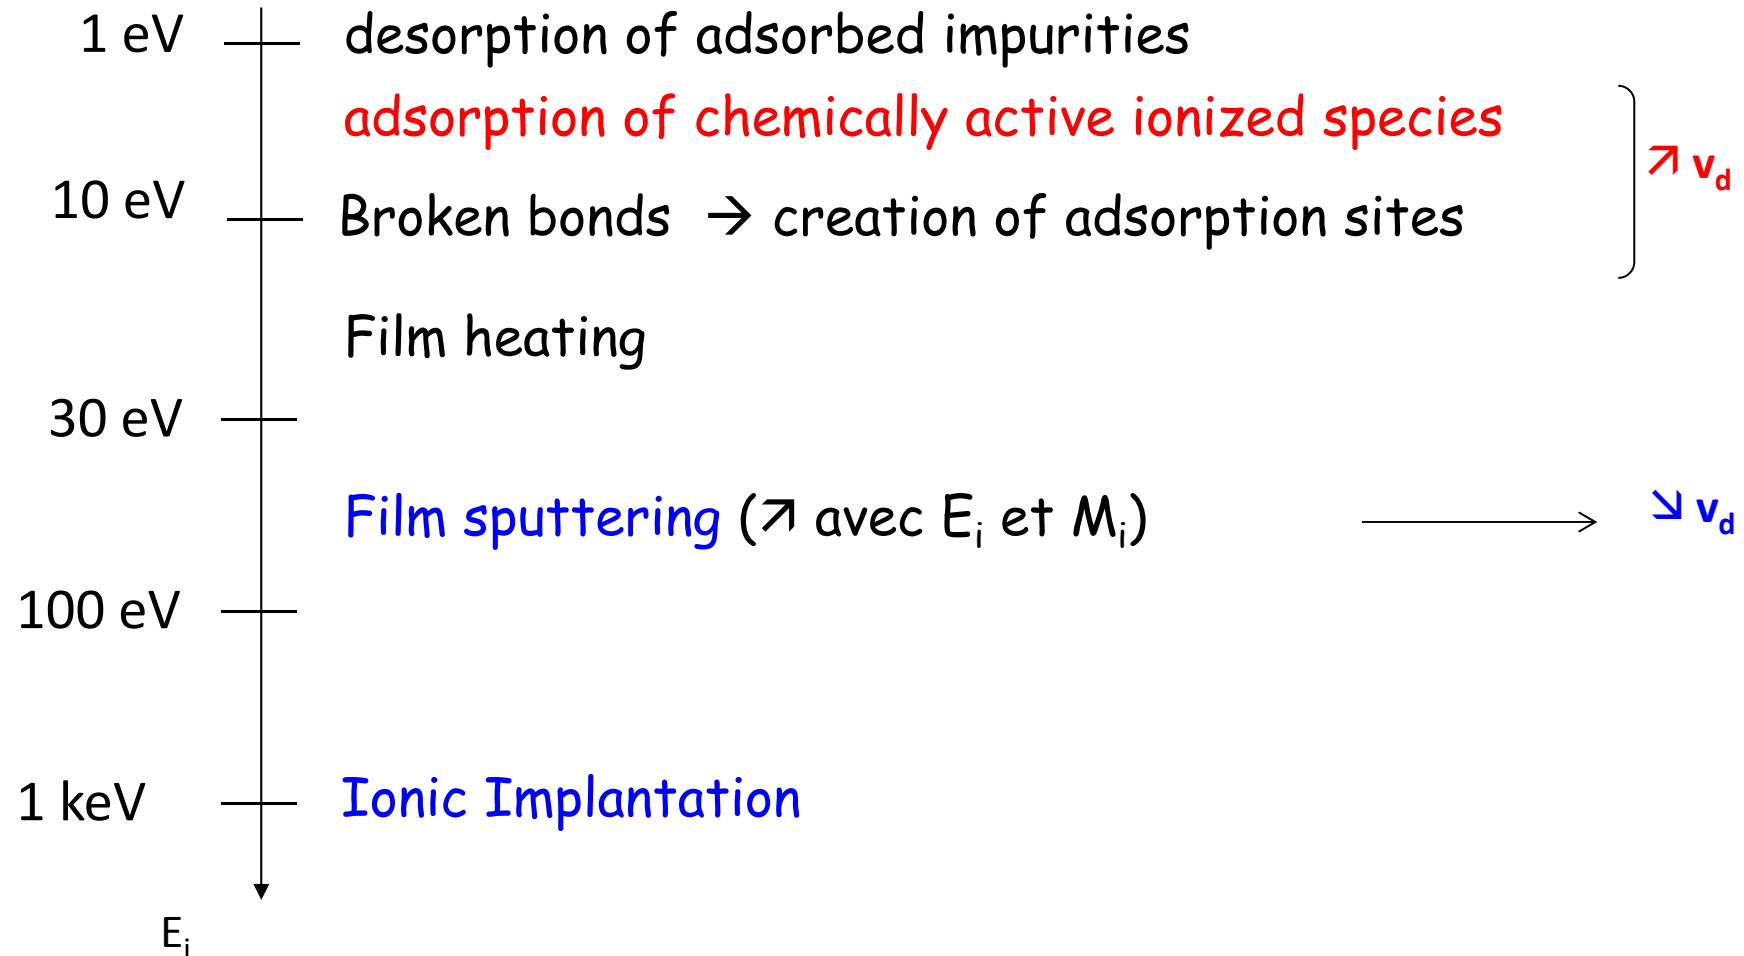 1 eV desorption of adsorbed impurities
adsorption of chemically active ionized species
↗ vd
10 eV Broken bonds → creation of adsorption sites
Film heating
30 eV
Film sputtering (↗ avec Ei et Mi) ↘ vd
100 eV
1 keV Ionic Implantation
Ei